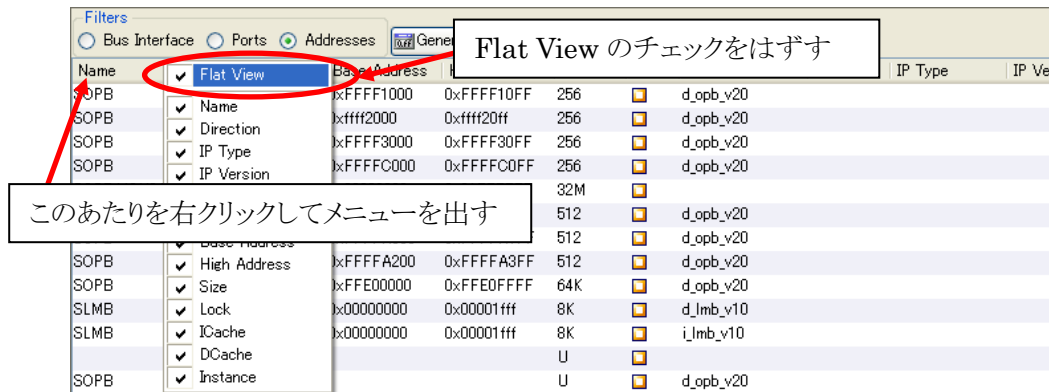 Filters
Bus Interface Ports Addresses Gener
Flat View のチェックをはずす
Name Flat View Base Address H IP Type IP Ve
SOPB 0xFFFF1000 0xFFFF10FF 256 d_opb_v20
Name
SOPB 0xffff2000 0xffff20ff 256 d_opb_v20
Direction
SOPB 0xFFFF3000 0xFFFF30FF 256 d_opb_v20
IP Type
SOPB 0xFFFFC000 0xFFFFC0FF 256 d_opb_v20
IP Version
32M
このあたりを右クリックしてメニューを出す
512 d_opb_v20
Base Address 512 d_opb_v20
SOPB High Address 0xFFFFA200 0xFFFFA3FF 512 d_opb_v20
SOPB Size 0xFFE00000 0xFFE0FFFF 64K d_opb_v20
SLMB Lock 0x00000000 0x00001fff 8K d_lmb_v10
SLMB ICache 0x00000000 0x00001fff 8K i_lmb_v10
DCache U
SOPB Instance U d_opb_v20